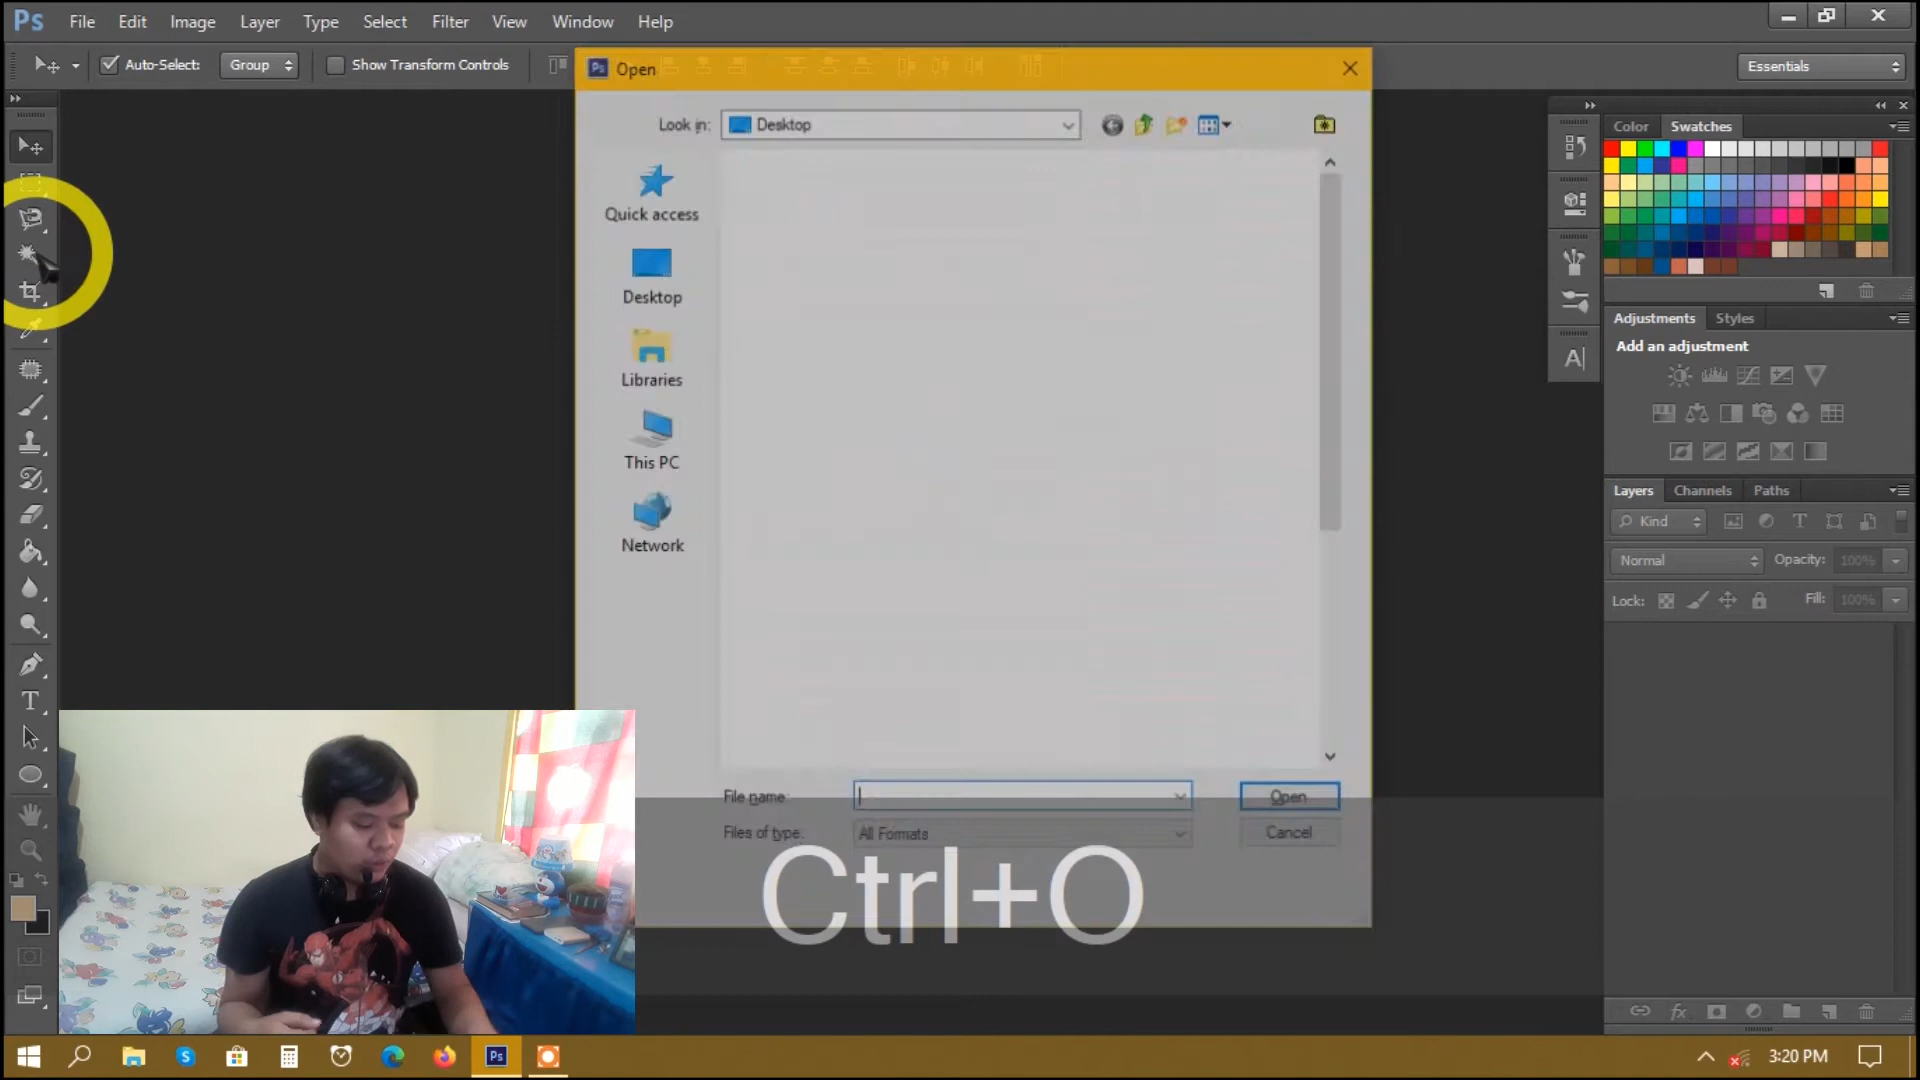 Ps File Edit Image Layer Type Select Filter View Window Help
Auto-Select: Group Show Transform Controls Essentials
Ps Open
Look in: Desktop
Quick access
Desktop
Libraries
This PC
Network
File name:
Open
Files of type: All Formats
Cancel
Ctrl+O
Color Swatches
Adjustments Styles
Add an adjustment
Layers Channels Paths
Kind
Normal Opacity: 100%
Lock: Fill: 100%
Ps
3:20 PM